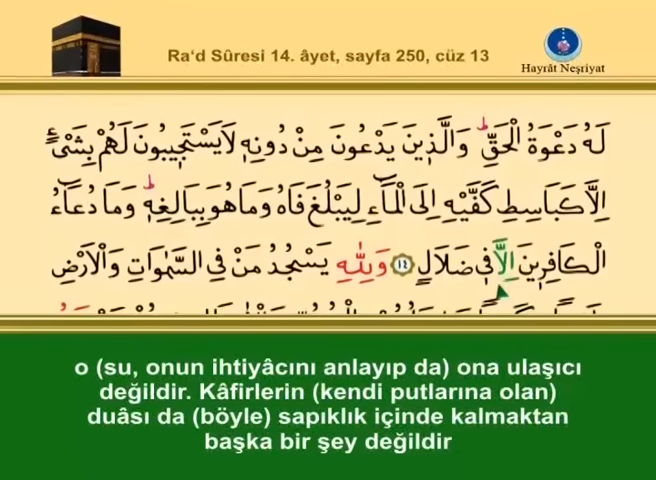 Ra‘d Sûresi 14. âyet, sayfa 250, cüz 13
Hayrât Neşriyat
لَهُ دَعْوَةُ الْحَقِّ ۜ وَالَّذ۪ينَ يَدْعُونَ مِنْ دُونِه۪ لَايَسْتَج۪يبُونَ لَهُمْ بِشَىْءٍ
اِلَّا كَبَاسِطِ كَفَّيْهِ اِلَى الْمَٓاءِ لِيَبْلُغَ فَاهُ وَمَا هُوَبِبَالِغِه۪ ۜ وَمَا دُعَٓاءُ
الْكَافِر۪ينَ اِلَّا ف۪ى ضَلَالٍ ﴿١٤﴾ وَلِلّٰهِ يَسْجُدُ مَنْ فِى السَّمٰوَاتِ وَالْاَرْضِ
o (su, onun ihtiyâcını anlayıp da) ona ulaşıcı
değildir. Kâfirlerin (kendi putlarına olan)
duâsı da (böyle) sapıklık içinde kalmaktan
başka bir şey değildir